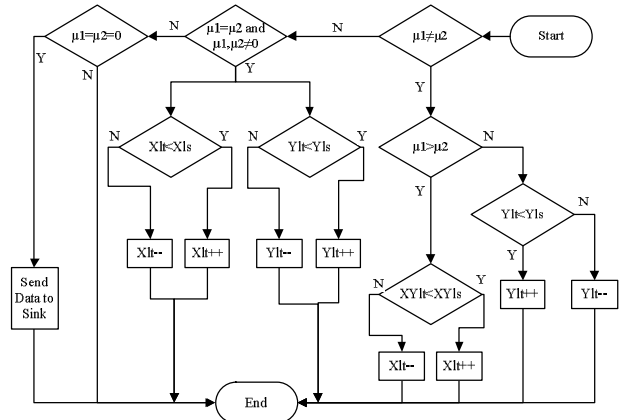 μ1=μ2=0
N
μ1=μ2 and
μ1,μ2≠0
N
μ1≠μ2
Start
Y
N
Y
Y
N
Xlt<Xls
Y
N
Ylt<Yls
Y
μ1>μ2
N
Y
Ylt<Yls
N
Y
Xlt--
Xlt++
Ylt--
Ylt++
Send
Data to
Sink
N
XYlt<XYls
Y
Ylt++
Ylt--
Xlt--
Xlt++
End